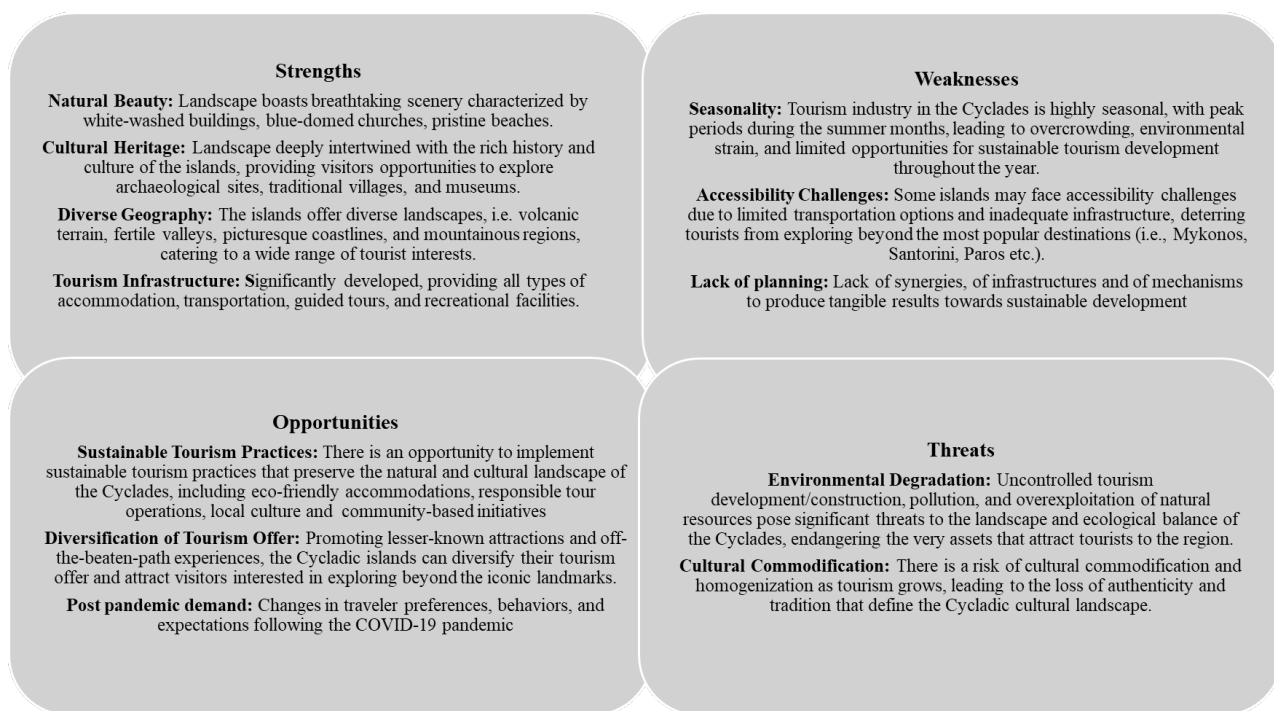 Strengths
Natural Beauty: Landscape boasts breathtaking scenery characterized by
white-washed buildings, blue-domed churches, pristine beaches.
Cultural Heritage: Landscape deeply intertwined with the rich history and
culture of the islands, providing visitors opportunities to explore
archaeological sites, traditional villages, and museums.
Diverse Geography: The islands offer diverse landscapes, i.e. volcanic
terrain, fertile valleys, picturesque coastlines, and mountainous regions,
catering to a wide range of tourist interests.
Tourism Infrastructure: Significantly developed, providing all types of
accommodation, transportation, guided tours, and recreational facilities.
Weaknesses
Seasonality: Tourism industry in the Cyclades is highly seasonal, with peak
periods during the summer months, leading to overcrowding, environmental
strain, and limited opportunities for sustainable tourism development
throughout the year.
Accessibility Challenges: Some islands may face accessibility challenges
due to limited transportation options and inadequate infrastructure, deterring
tourists from exploring beyond the most popular destinations (i.e., Mykonos,
Santorini, Paros etc.).
Lack of planning: Lack of synergies, of infrastructures and of mechanisms
to produce tangible results towards sustainable development
Opportunities
Sustainable Tourism Practices: There is an opportunity to implement
sustainable tourism practices that preserve the natural and cultural landscape of
the Cyclades, including eco-friendly accommodations, responsible tour
operations, local culture and community-based initiatives
Diversification of Tourism Offer: Promoting lesser-known attractions and off-
the-beaten-path experiences, the Cycladic islands can diversify their tourism
offer and attract visitors interested in exploring beyond the iconic landmarks.
Post pandemic demand: Changes in traveler preferences, behaviors, and
expectations following the COVID-19 pandemic
Threats
Environmental Degradation: Uncontrolled tourism
development/construction, pollution, and overexploitation of natural
resources pose significant threats to the landscape and ecological balance of
the Cyclades, endangering the very assets that attract tourists to the region.
Cultural Commodification: There is a risk of cultural commodification and
homogenization as tourism grows, leading to the loss of authenticity and
tradition that define the Cycladic cultural landscape.